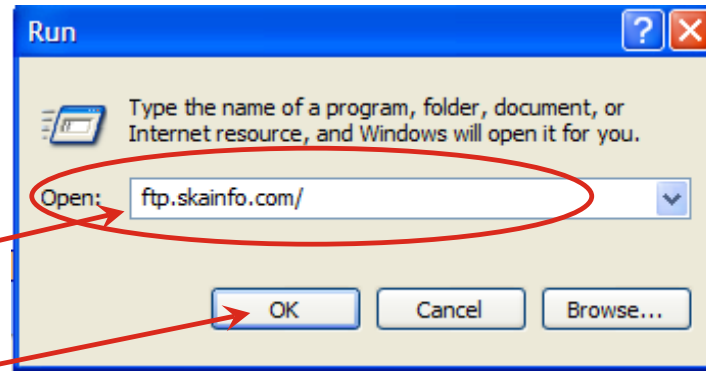 Run
Type the name of a program, folder, document, or
Internet resource, and Windows will open it for you.
Open: ftp.skainfo.com/
OK Cancel Browse...